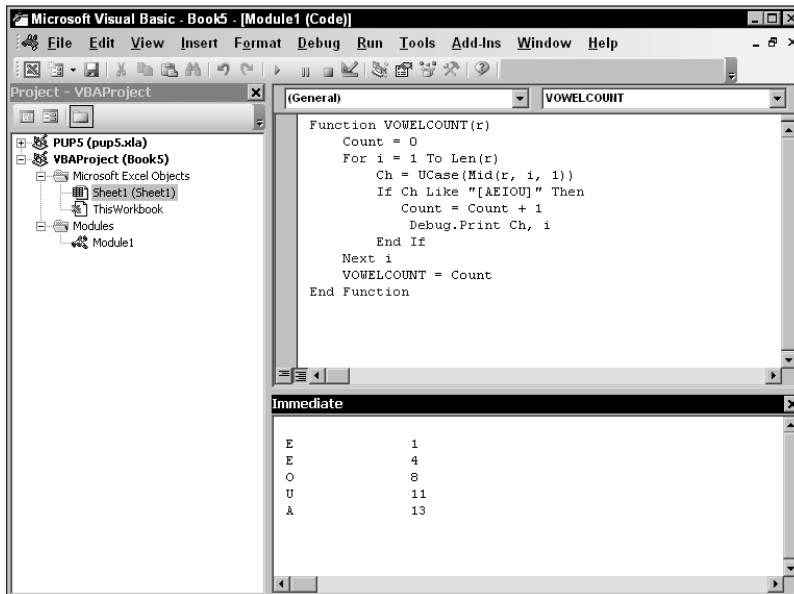 Microsoft Visual Basic - Book5 - [Module1 (Code)]
File Edit View Insert Format Debug Run Tools Add-Ins Window Help
Project - VBAProject
PUP5 (pup5.xla)
VBAProject (Book5)
Microsoft Excel Objects
Sheet1 (Sheet1)
ThisWorkbook
Modules
Module1
(General) VOWELCOUNT
Function VOWELCOUNT(r)
Count = 0
For i = 1 To Len(r)
Ch = UCase(Mid(r, i, 1))
If Ch Like "[AEIOU]" Then
Count = Count + 1
Debug.Print Ch, i
End If
Next i
VOWELCOUNT = Count
End Function
Immediate
E 1
E 4
O 8
U 11
A 13